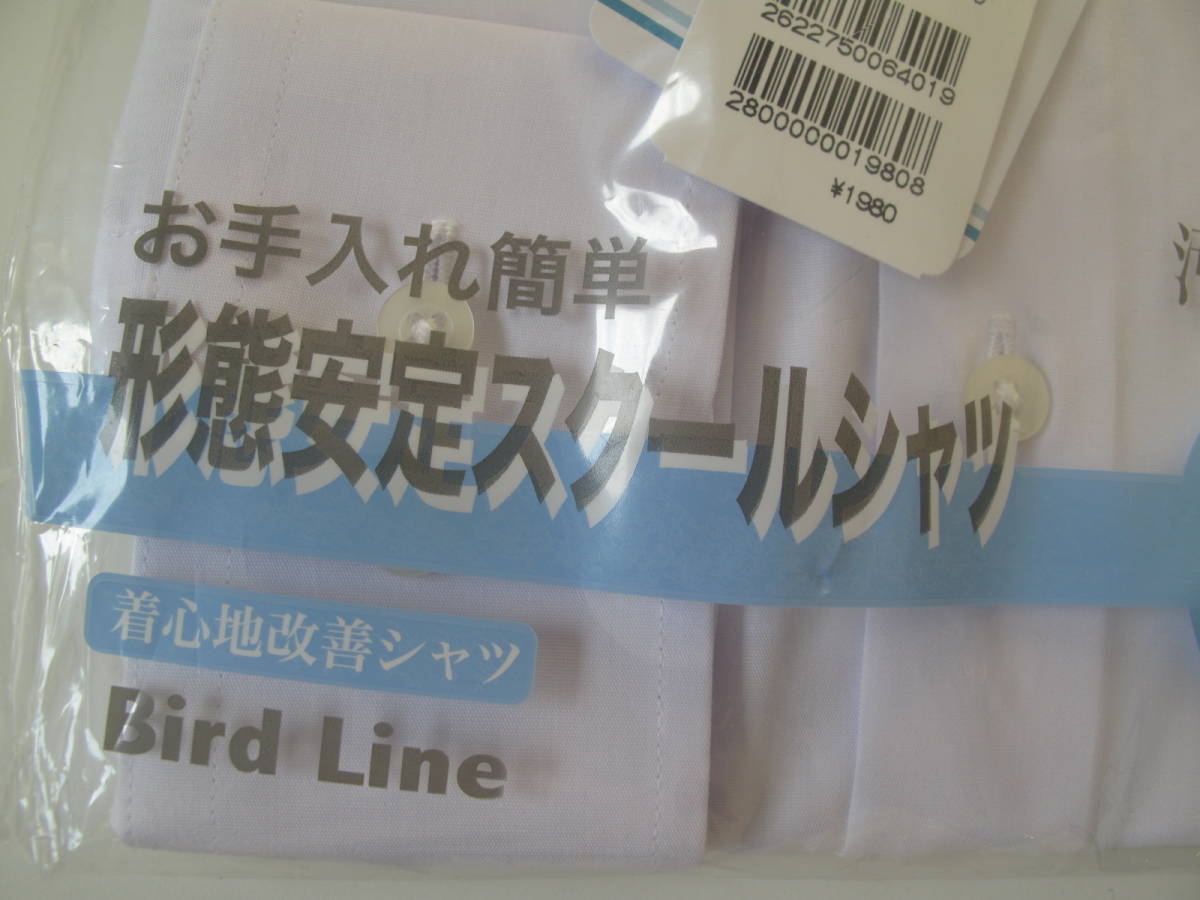 2622750064019
2800000019808
¥1980
お手入れ簡単
形態安定スクールシャツ
着心地改善シャツ
Bird Line